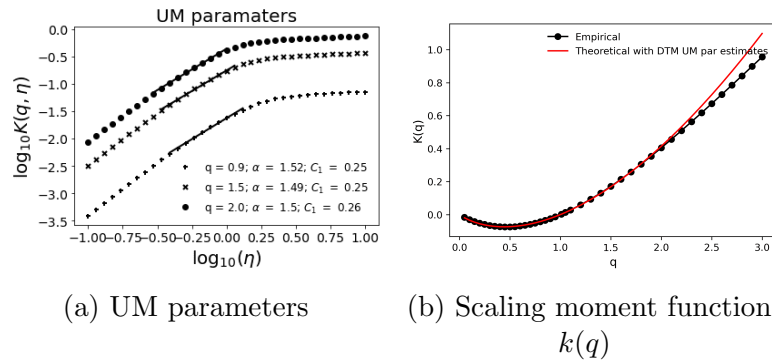 UM paramaters
log10K(q, η)
0.0
−0.5
−1.0
−1.5
−2.0
−2.5
−3.0
−3.5
q = 0.9; α = 1.52; C1 = 0.25
q = 1.5; α = 1.49; C1 = 0.25
q = 2.0; α = 1.5; C1 = 0.26
−1.00 −0.75 −0.50 −0.25 0.00 0.25 0.50 0.75 1.00
log10(η)
(a) UM parameters
K(q)
1.0
0.8
0.6
0.4
0.2
0.0
Empirical
Theoretical with DTM UM par estimates
0.0 0.5 1.0 1.5 2.0 2.5 3.0
q
(b) Scaling moment function
k(q)